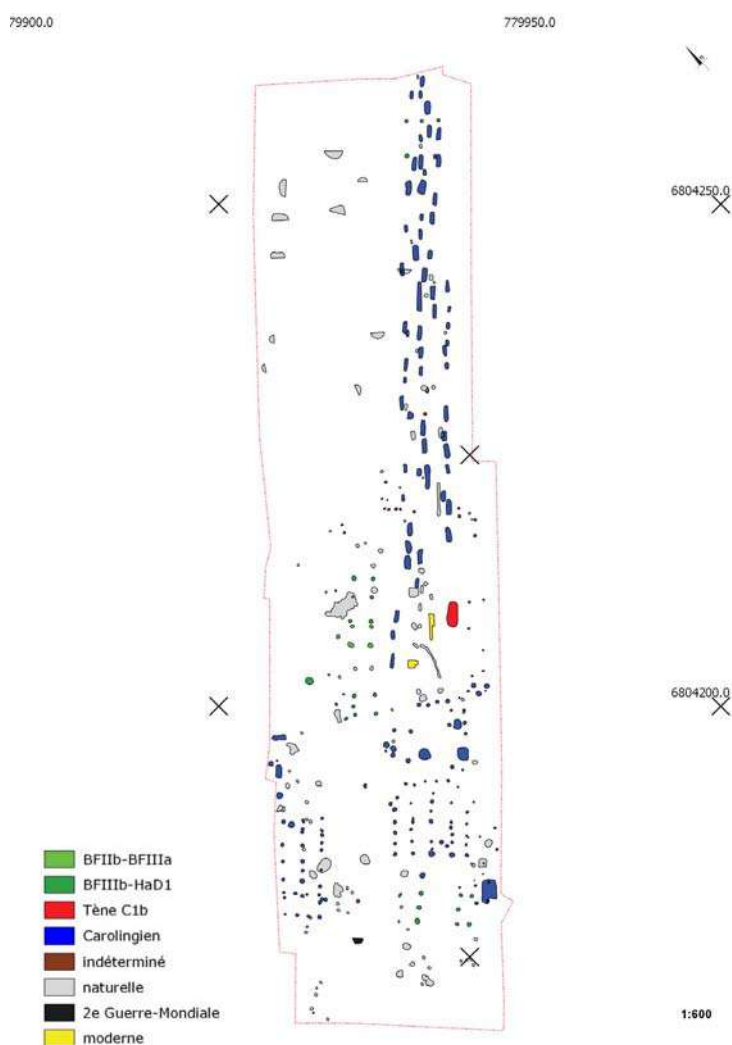 79900.0
779950.0
6804250.0
6804200.0
BFIIb-BFIIIa
BFIIIb-HaD1
Tène C1b
Carolingien
indéterminé
naturelle
2e Guerre-Mondiale
moderne
1:600